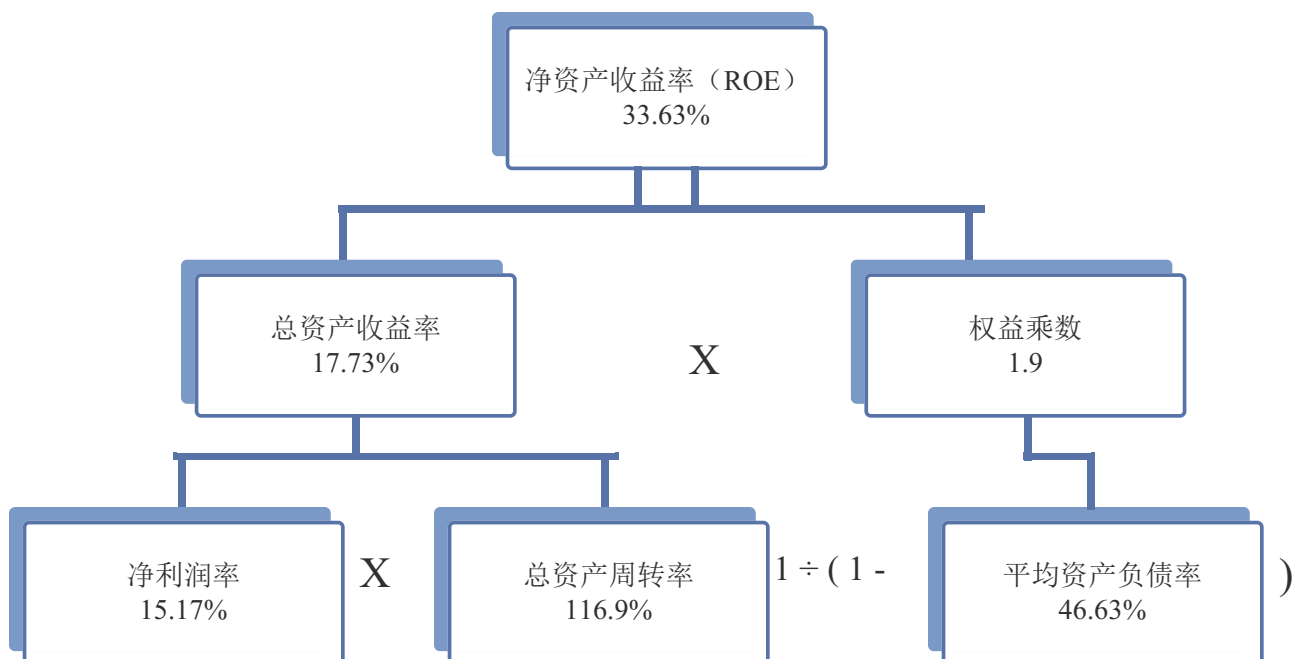 净资产收益率（ROE）
33.63%
总资产收益率
17.73%
X
权益乘数
1.9
净利润率
15.17%
X
总资产周转率
116.9%
1 ÷ ( 1 -
平均资产负债率
46.63%
)